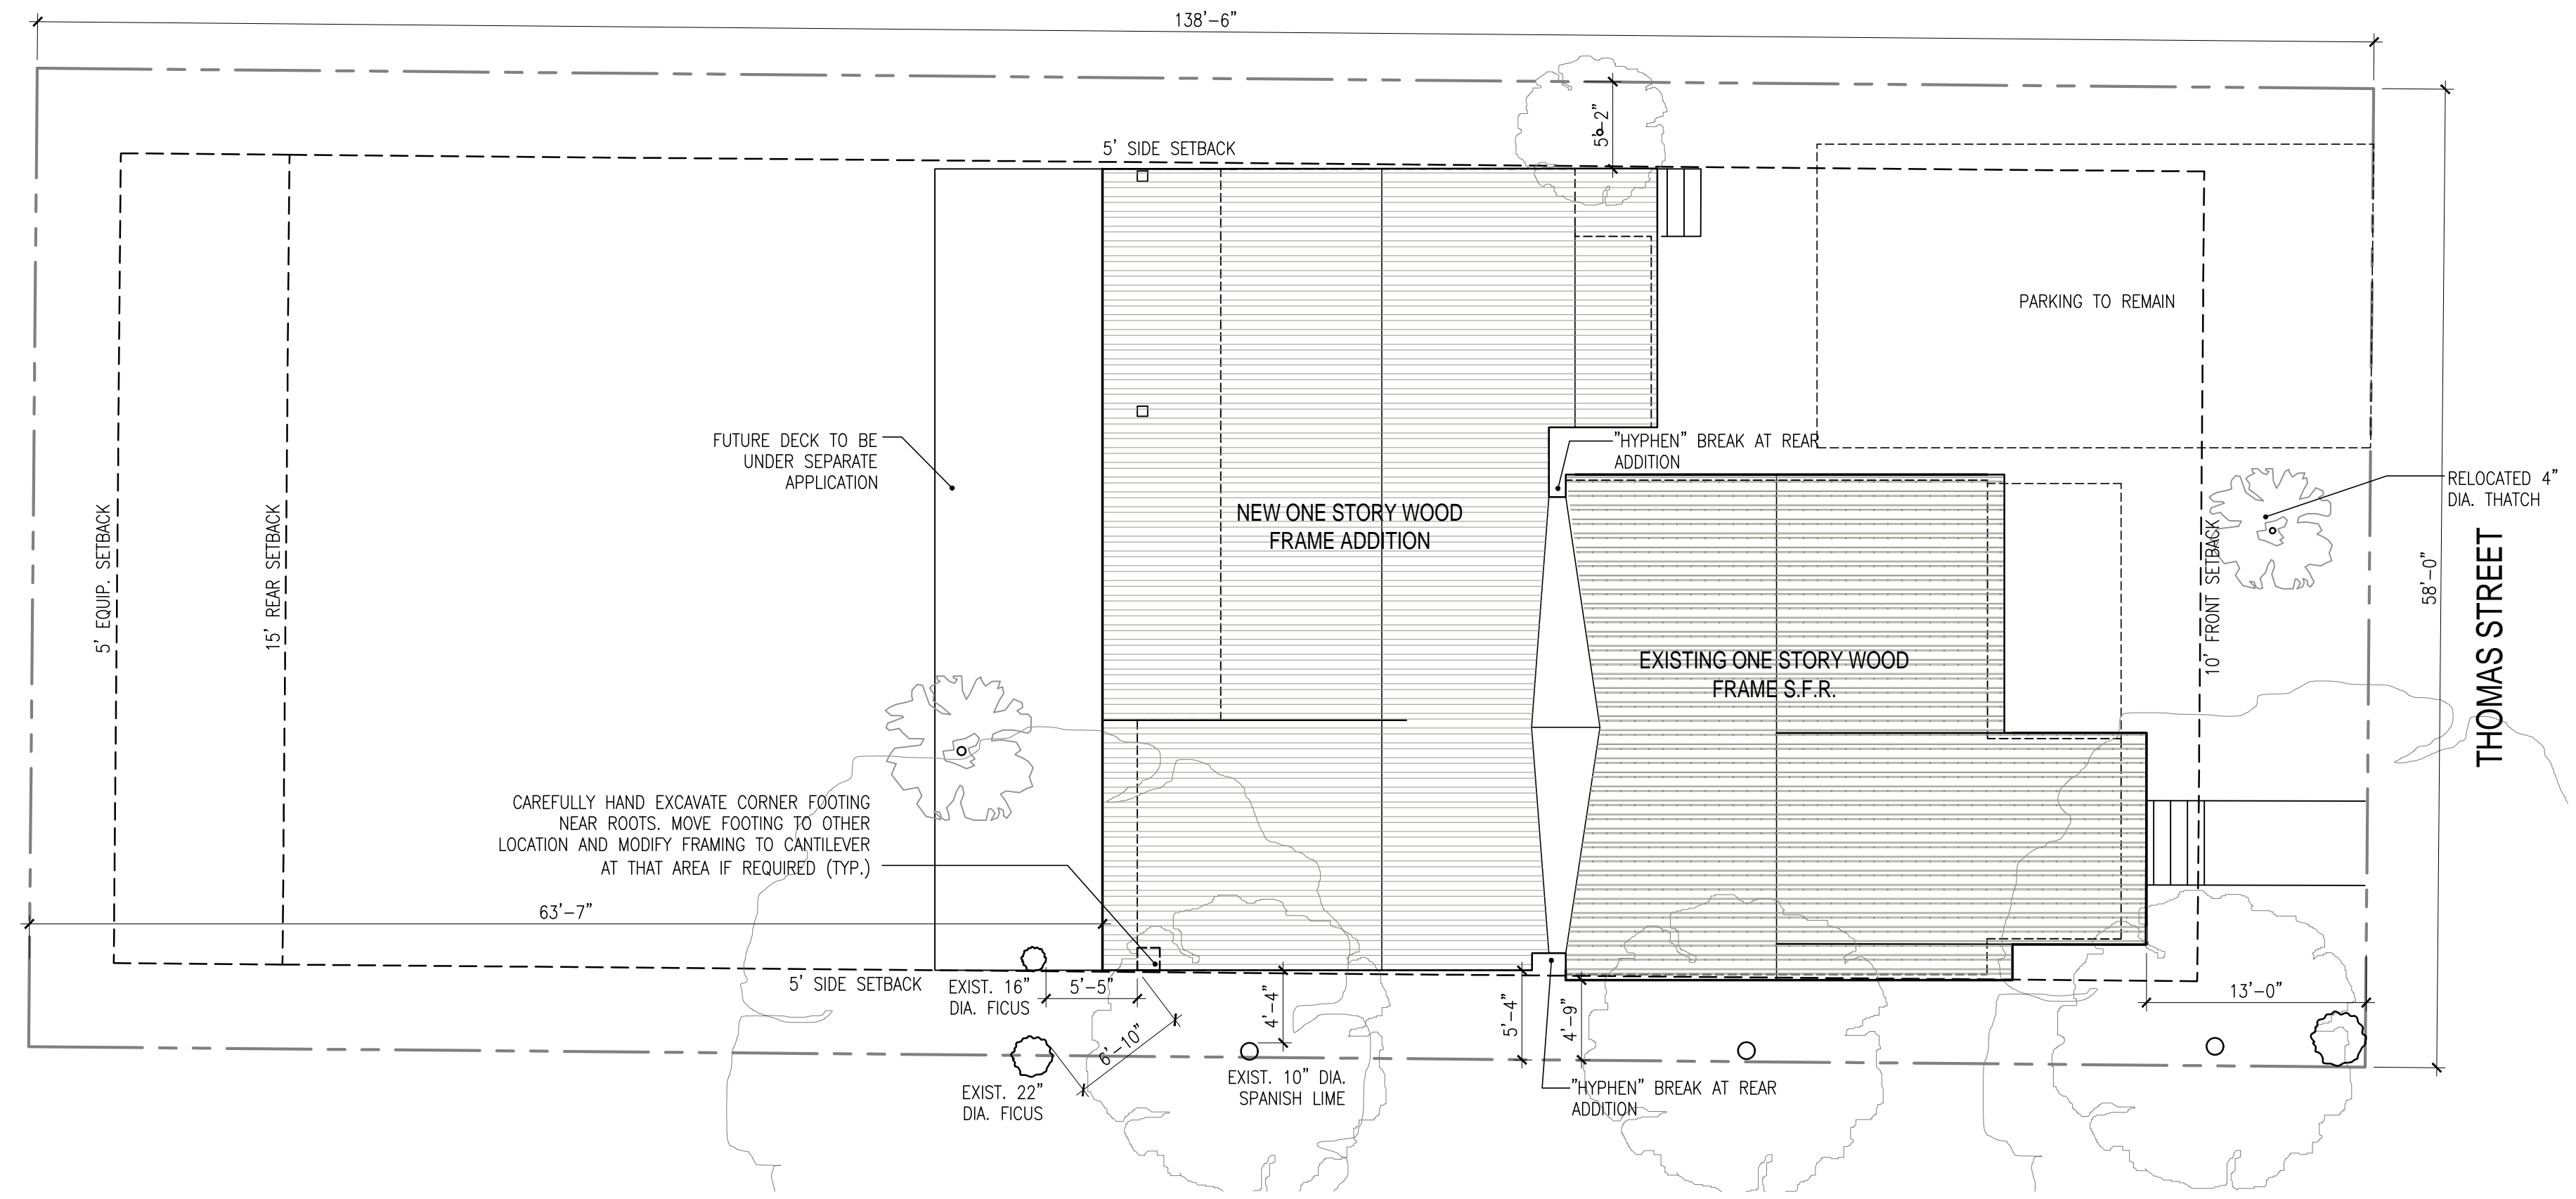 138'-6"
5'-2"
5' SIDE SETBACK
PARKING TO REMAIN
FUTURE DECK TO BE
UNDER SEPARATE
APPLICATION
"HYPHEN" BREAK AT REAR
ADDITION
RELOCATED 4"
DIA. THATCH
NEW ONE STORY WOOD
FRAME ADDITION
5' EQUIP. SETBACK
15' REAR SETBACK
10' FRONT SETBACK
58'-0"
THOMAS STREET
EXISTING ONE STORY WOOD
FRAME S.F.R.
CAREFULLY HAND EXCAVATE CORNER FOOTING
NEAR ROOTS. MOVE FOOTING TO OTHER
LOCATION AND MODIFY FRAMING TO CANTILEVER
AT THAT AREA IF REQUIRED (TYP.)
63'-7"
5' SIDE SETBACK
EXIST. 16"
DIA. FICUS
5'-5"
6'-10"
4'-4"
5'-4"
4'-9"
13'-0"
EXIST. 22"
DIA. FICUS
EXIST. 10" DIA.
SPANISH LIME
"HYPHEN" BREAK AT REAR
ADDITION